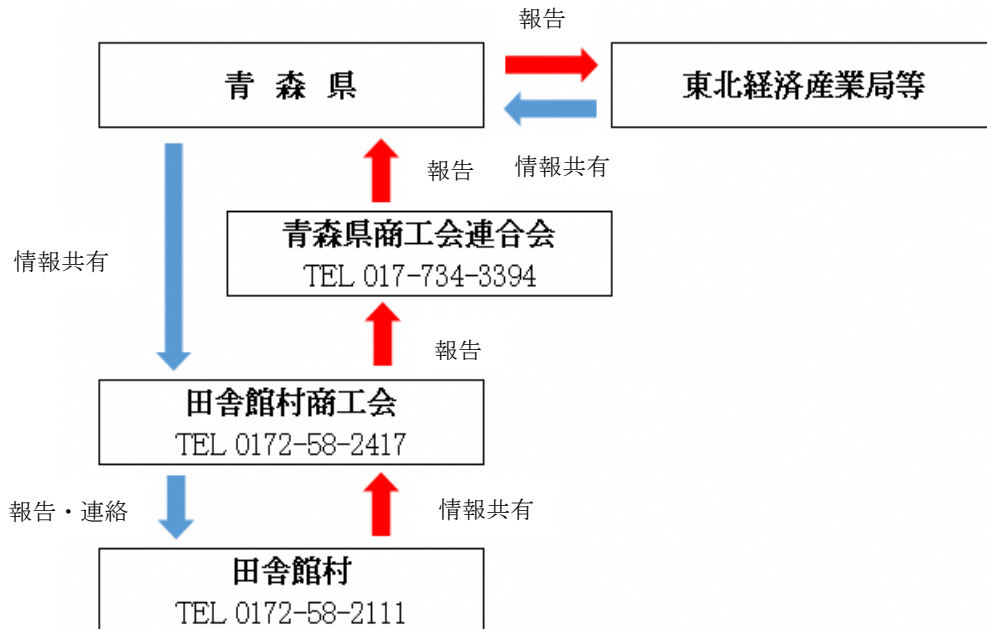 報告
青森県
東北経済産業局等
報告
情報共有
青森県商工会連合会
TEL 017-734-3394
情報共有
報告
田舎館村商工会
TEL 0172-58-2417
報告・連絡
情報共有
田舎館村
TEL 0172-58-2111